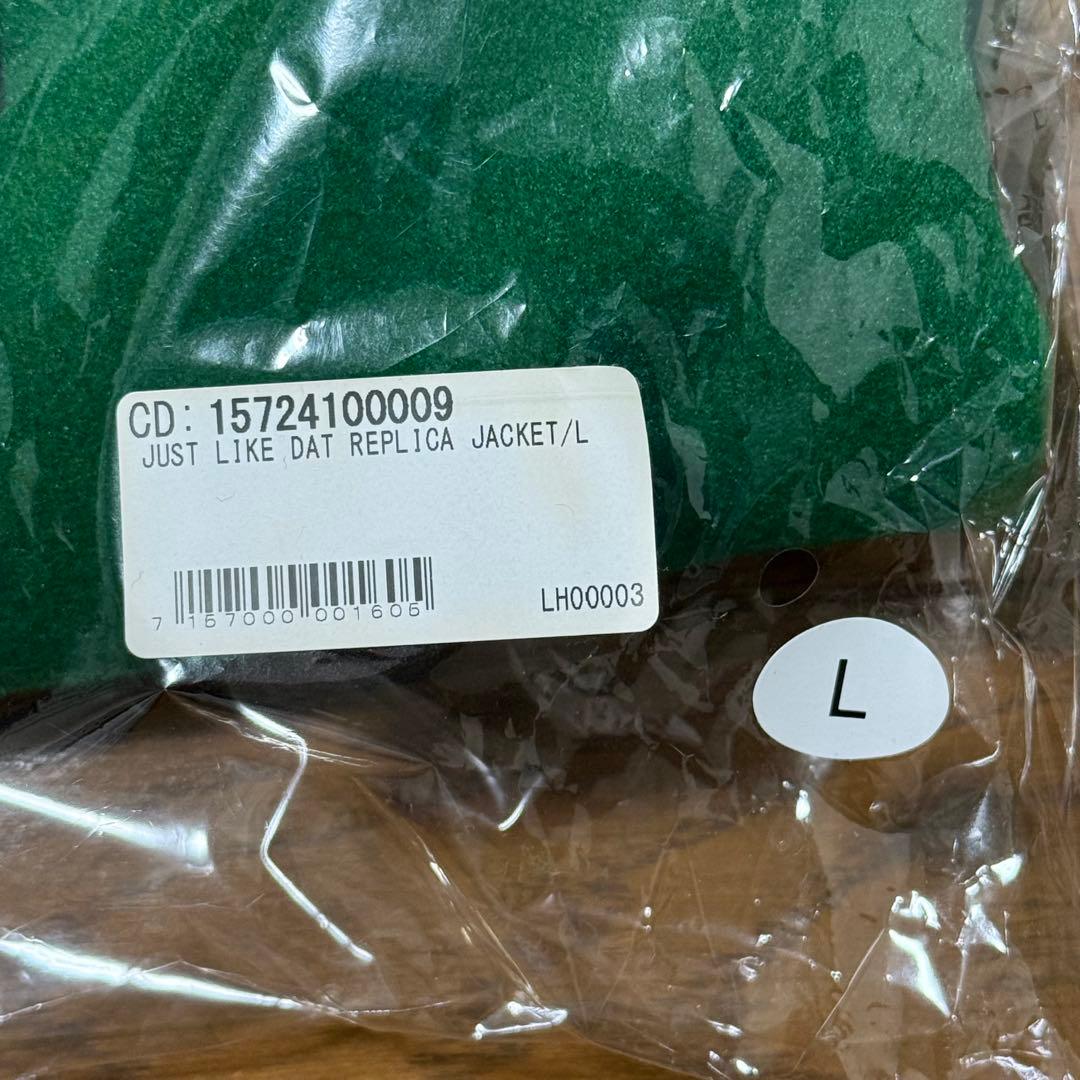 CD: 15724100009
JUST LIKE DAT REPLICA JACKET/L
7 157000 001605
LH00003
L